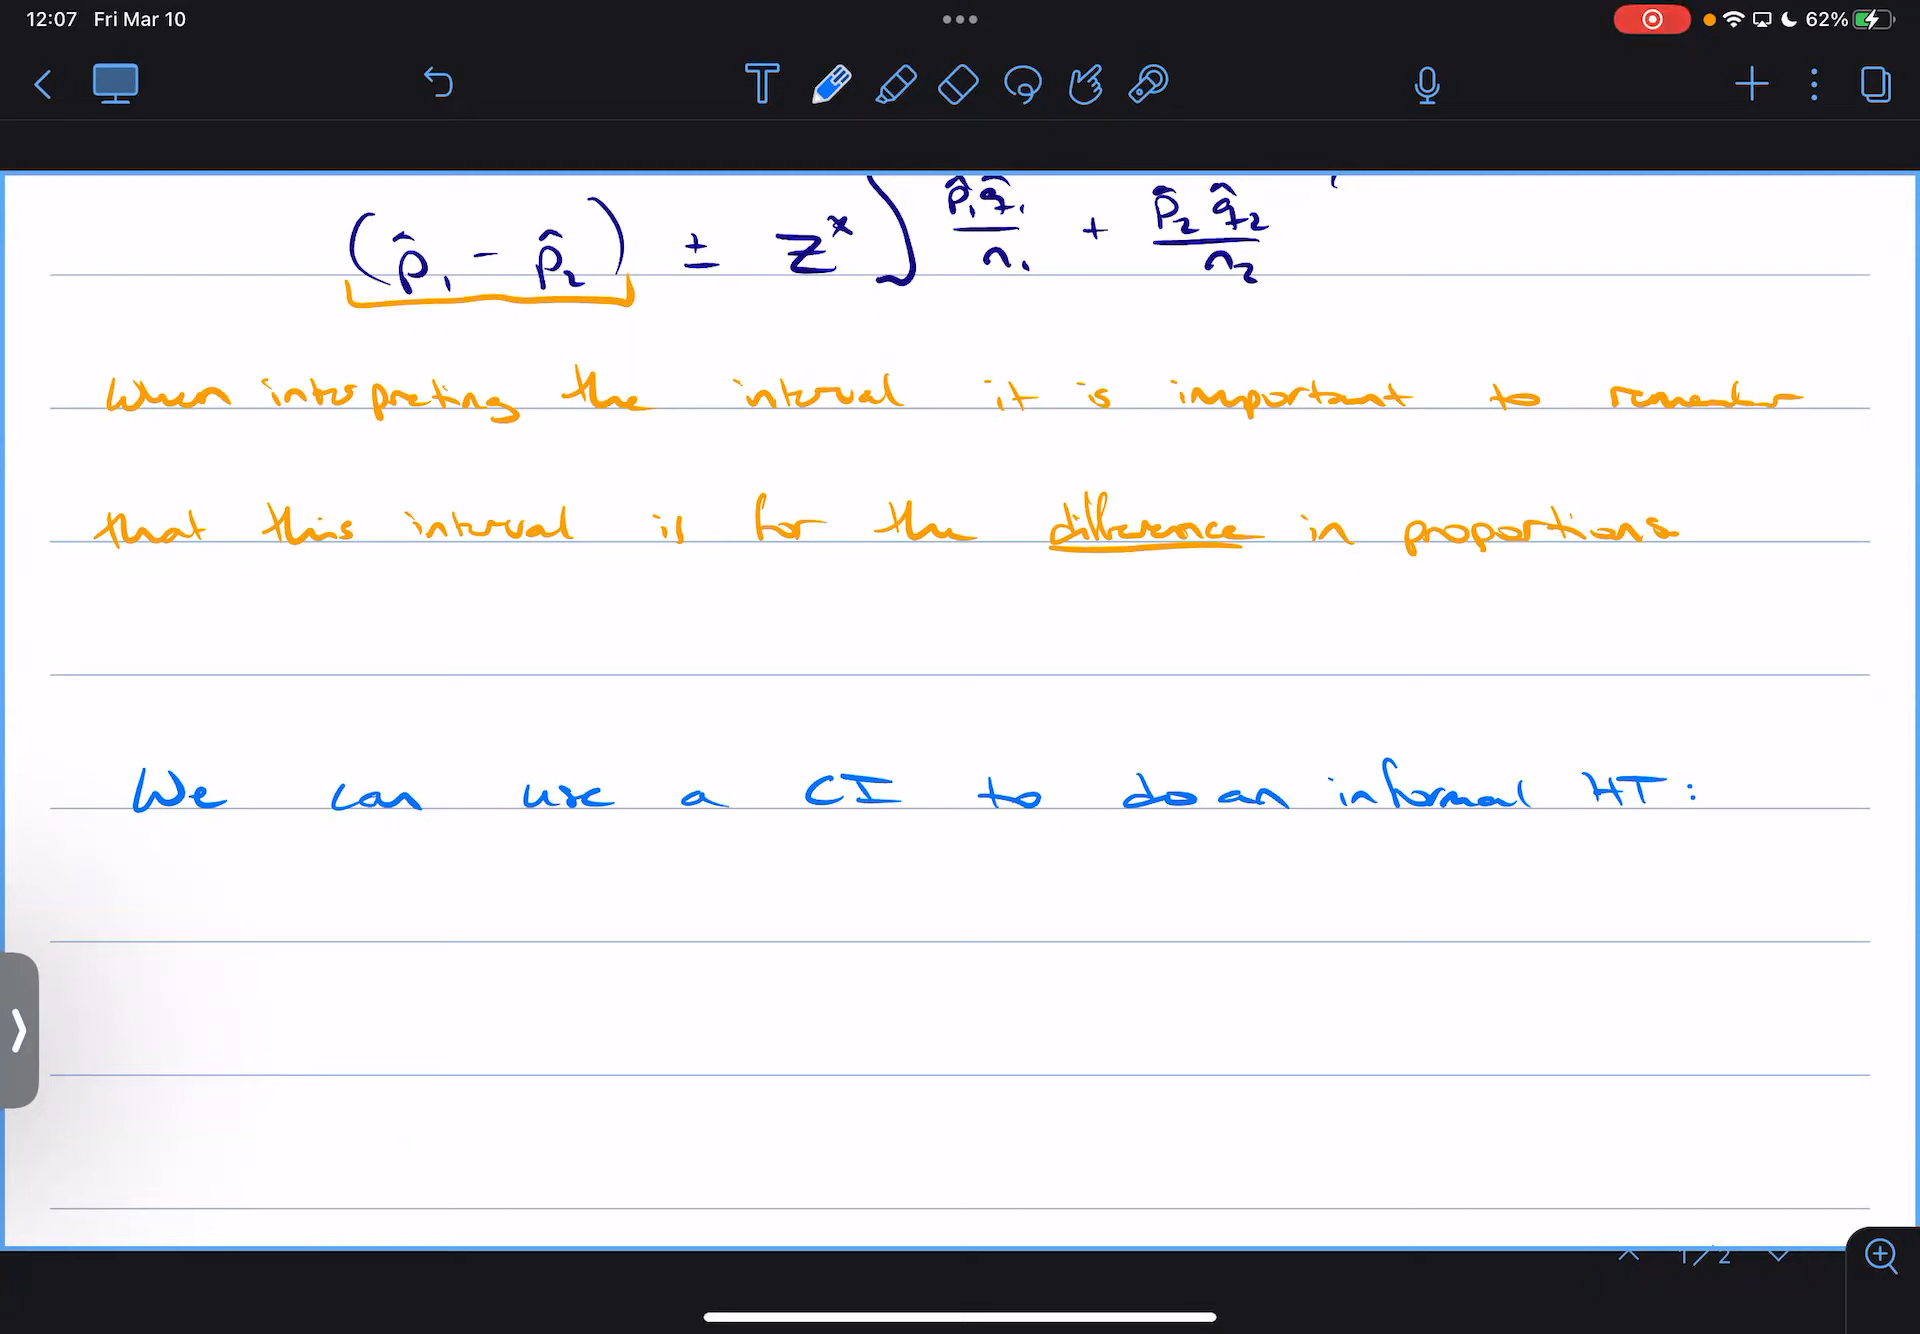 12:07 Fri Mar 10
62%
(p̂₁ - p̂₂) ± z* √ p̂₁q̂₁/n₁ + p̂₂q̂₂/n₂
When interpreting the interval it is important to remember
that this interval is for the difference in proportions
We can use a CI to do an informal HT:
1/2